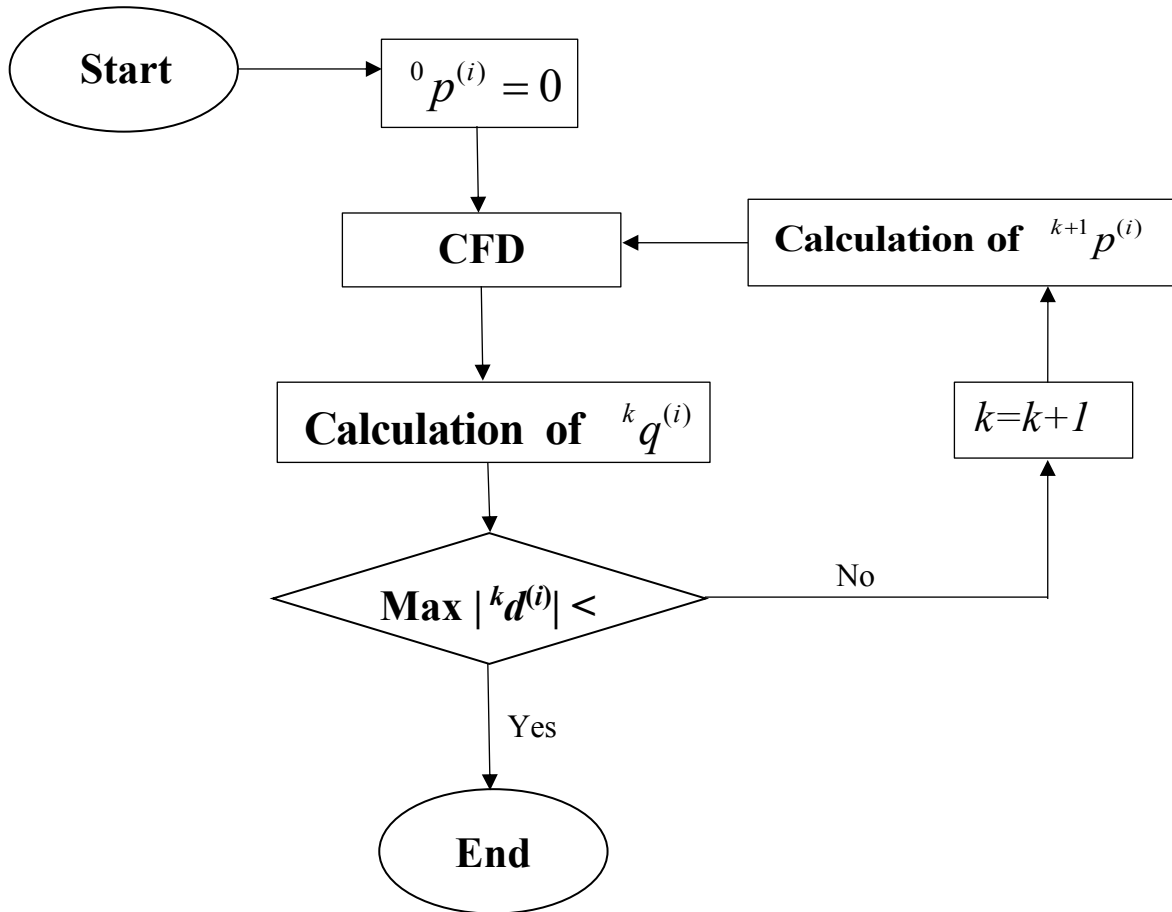 Start
⁰p⁽ⁱ⁾ = 0
CFD
Calculation of ᵏ⁺¹p⁽ⁱ⁾
Calculation of ᵏq⁽ⁱ⁾
k=k+1
Max |ᵏd⁽ⁱ⁾| <
No
Yes
End